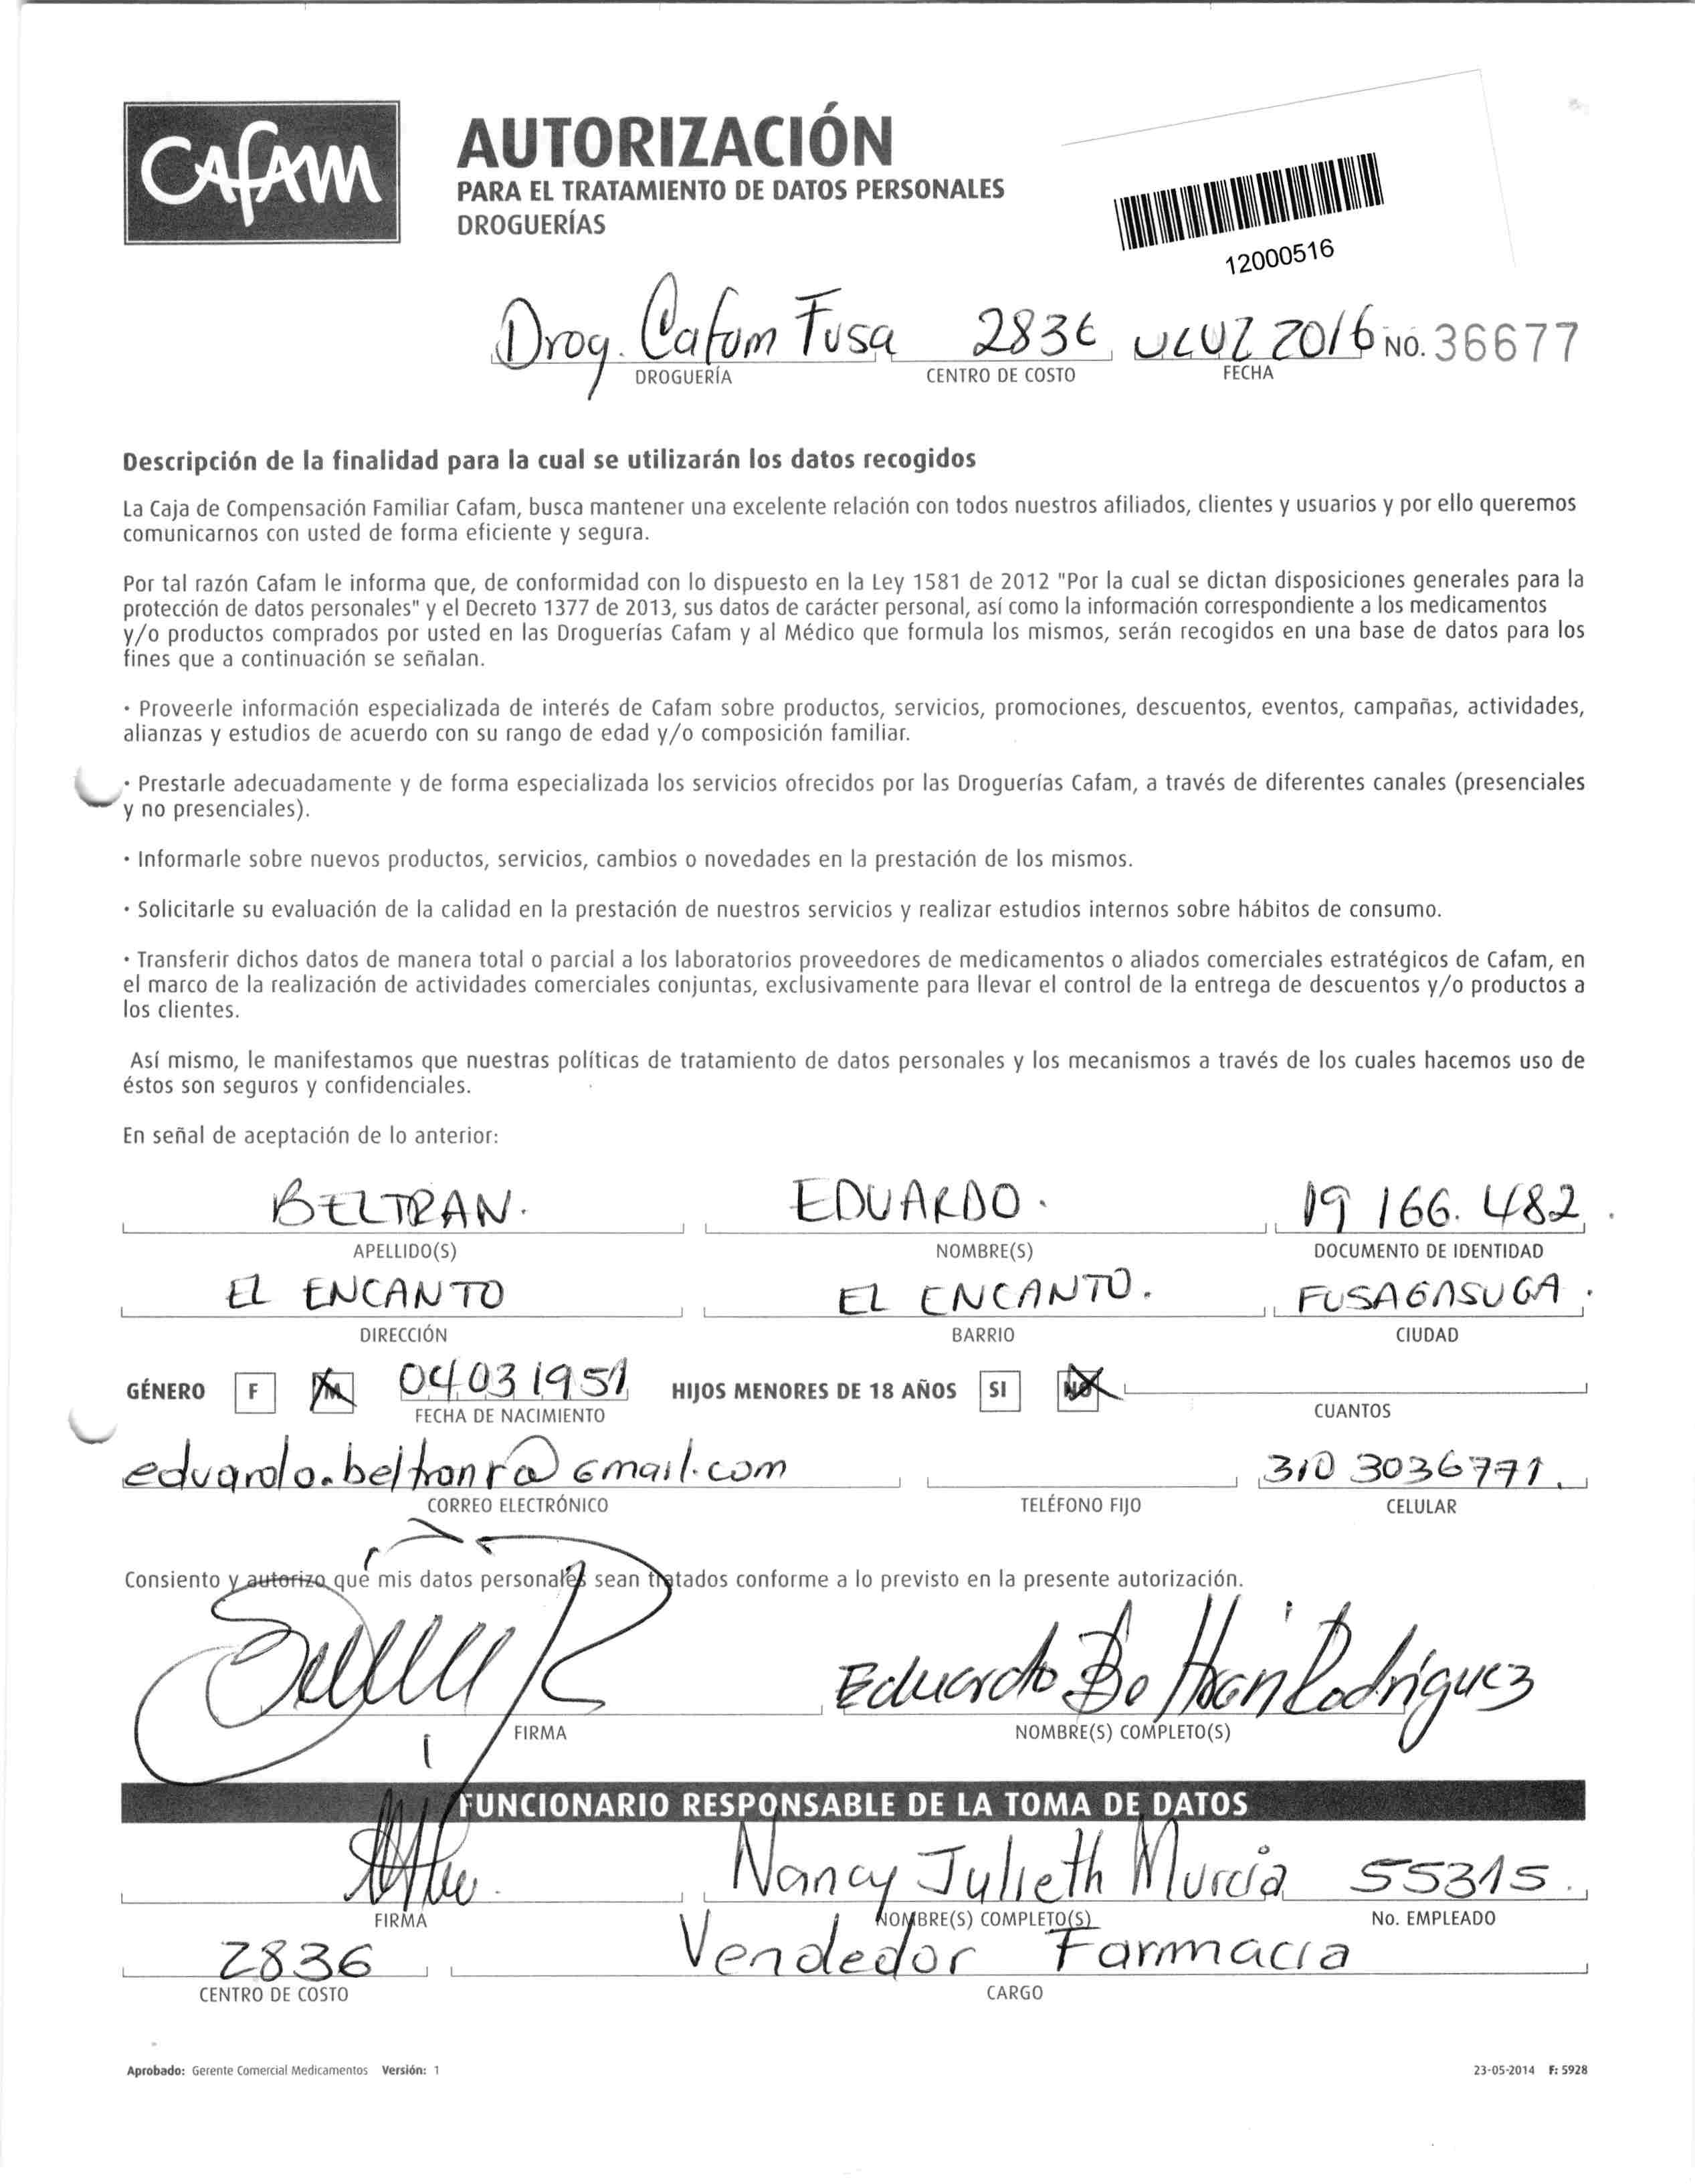 Cafam
AUTORIZACIÓN
PARA EL TRATAMIENTO DE DATOS PERSONALES
DROGUERÍAS
12000516
Drog. Cafam Fusa 2836 2016 No. 36677
DROGUERÍA CENTRO DE COSTO FECHA
Descripción de la finalidad para la cual se utilizarán los datos recogidos
La Caja de Compensación Familiar Cafam, busca mantener una excelente relación con todos nuestros afiliados, clientes y usuarios y por ello queremos
comunicarnos con usted de forma eficiente y segura.
Por tal razón Cafam le informa que, de conformidad con lo dispuesto en la Ley 1581 de 2012 "Por la cual se dictan disposiciones generales para la
protección de datos personales" y el Decreto 1377 de 2013, sus datos de carácter personal, así como la información correspondiente a los medicamentos
y/o productos comprados por usted en las Droguerías Cafam y al Médico que formula los mismos, serán recogidos en una base de datos para los
fines que a continuación se señalan.
· Proveerle información especializada de interés de Cafam sobre productos, servicios, promociones, descuentos, eventos, campañas, actividades,
alianzas y estudios de acuerdo con su rango de edad y/o composición familiar.
· Prestarle adecuadamente y de forma especializada los servicios ofrecidos por las Droguerías Cafam, a través de diferentes canales (presenciales
y no presenciales).
· Informarle sobre nuevos productos, servicios, cambios o novedades en la prestación de los mismos.
· Solicitarle su evaluación de la calidad en la prestación de nuestros servicios y realizar estudios internos sobre hábitos de consumo.
· Transferir dichos datos de manera total o parcial a los laboratorios proveedores de medicamentos o aliados comerciales estratégicos de Cafam, en
el marco de la realización de actividades comerciales conjuntas, exclusivamente para llevar el control de la entrega de descuentos y/o productos a
los clientes.
Así mismo, le manifestamos que nuestras políticas de tratamiento de datos personales y los mecanismos a través de los cuales hacemos uso de
éstos son seguros y confidenciales.
En señal de aceptación de lo anterior:
BELTRAN. EDUARDO. 19 166. 482.
APELLIDO(S) NOMBRE(S) DOCUMENTO DE IDENTIDAD
EL ENCANTO EL ENCANTO. FUSAGASUGA.
DIRECCIÓN BARRIO CIUDAD
GÉNERO F M 04 03 1951 HIJOS MENORES DE 18 AÑOS SI NO
FECHA DE NACIMIENTO CUANTOS
eduardo.beltranr@gmail.com 310 3036771.
CORREO ELECTRÓNICO TELÉFONO FIJO CELULAR
Consiento y autorizo que mis datos personales sean tratados conforme a lo previsto en la presente autorización.
Eduardo Beltran Rodriguez
FIRMA NOMBRE(S) COMPLETO(S)
FUNCIONARIO RESPONSABLE DE LA TOMA DE DATOS
Nancy Julieth Murcia 55315.
FIRMA NOMBRE(S) COMPLETO(S) No. EMPLEADO
2836 Vendedor Farmacia
CENTRO DE COSTO CARGO
Aprobado: Gerente Comercial Medicamentos Versión: 1 23-05-2014 F: 5928